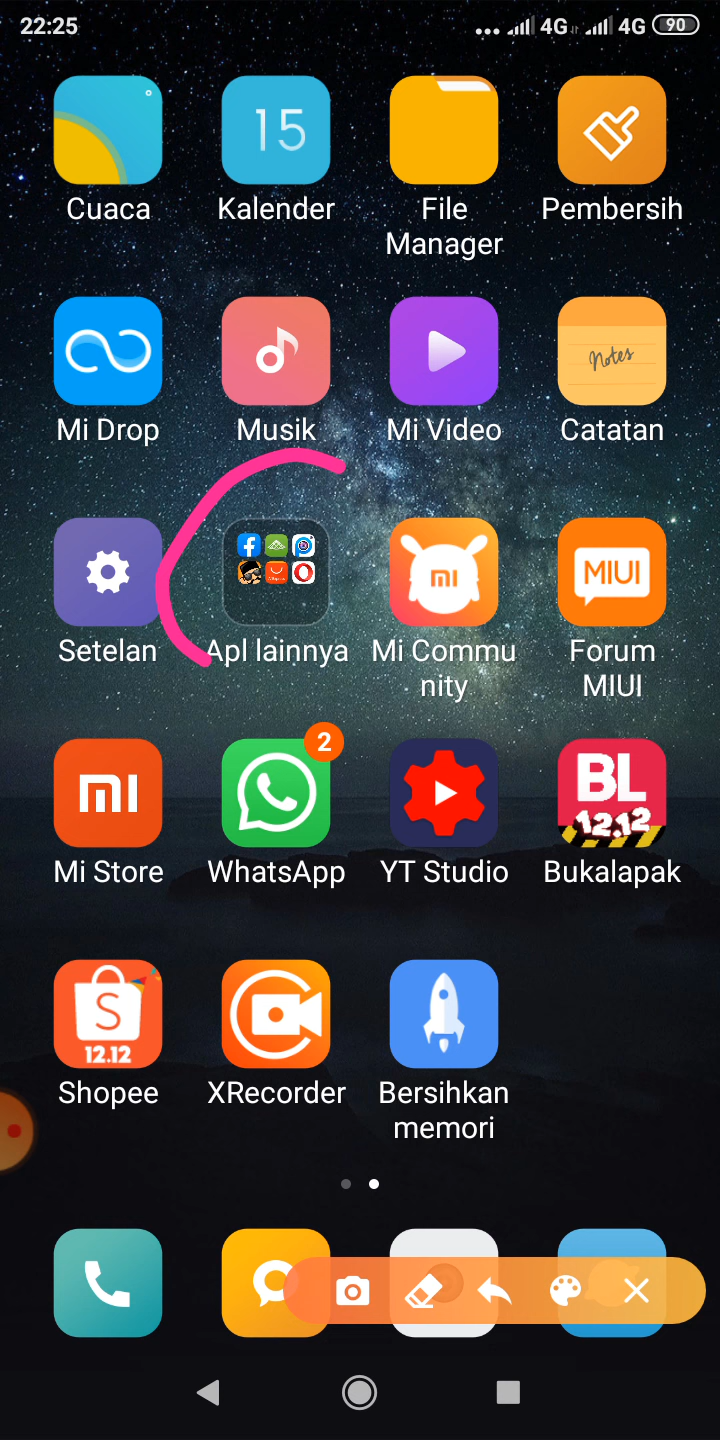 22:25
4G 4G 90
15
Cuaca Kalender File Manager Pembersih
notes
Mi Drop Musik Mi Video Catatan
MIUI
Setelan Apl lainnya Mi Commu
nity
Forum
MIUI
BL
12.12
2
Mi Store WhatsApp YT Studio Bukalapak
S
12.12
Shopee XRecorder Bersihkan
memori